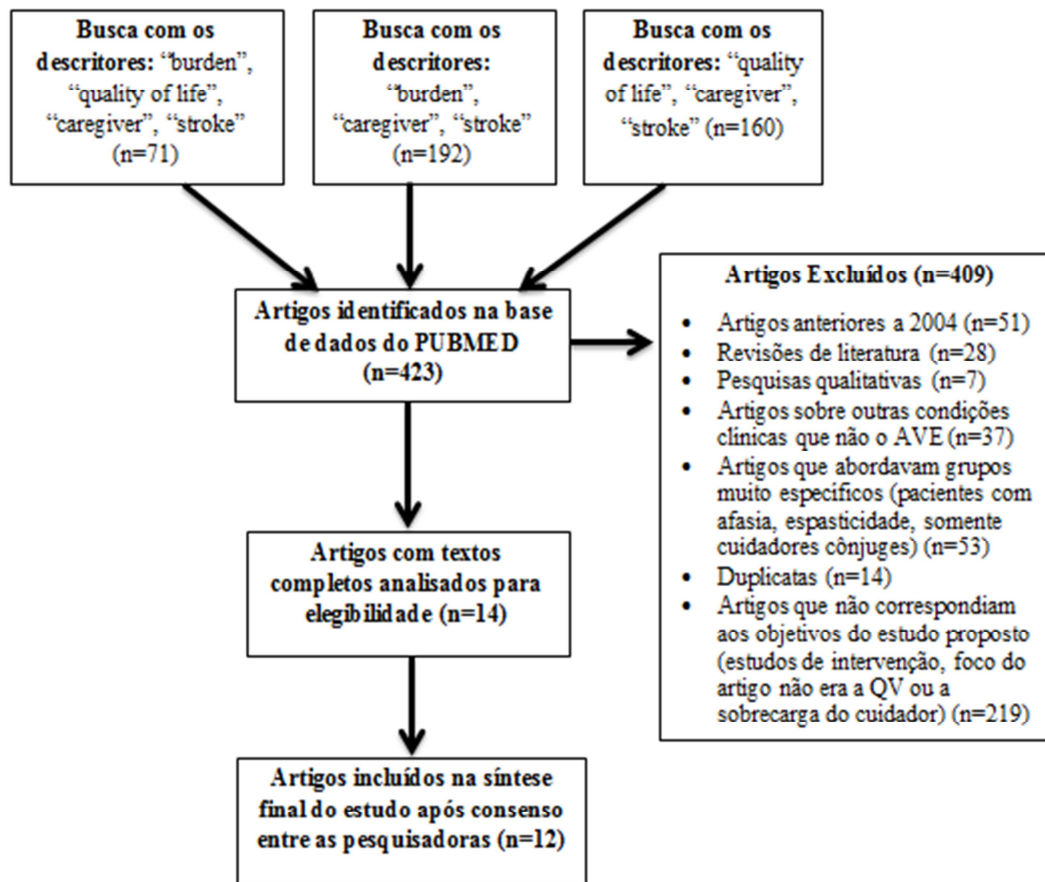 Busca com os
descritores: “burden”,
“quality of life”,
“caregiver”, “stroke”
(n=71)
Busca com os
descritores:
“burden”,
“caregiver”, “stroke”
(n=192)
Busca com os
descritores: “quality
of life”, “caregiver”,
“stroke” (n=160)
Artigos identificados na base
de dados do PUBMED
(n=423)
Artigos Excluídos (n=409)
• Artigos anteriores a 2004 (n=51)
• Revisões de literatura (n=28)
• Pesquisas qualitativas (n=7)
• Artigos sobre outras condições
clínicas que não o AVE (n=37)
• Artigos que abordavam grupos
muito específicos (pacientes com
afasia, espasticidade, somente
cuidadores cônjuges) (n=53)
• Duplicatas (n=14)
• Artigos que não correspondiam
aos objetivos do estudo proposto
(estudos de intervenção, foco do
artigo não era a QV ou a
sobrecarga do cuidador) (n=219)
Artigos com textos
completos analisados para
elegibilidade (n=14)
Artigos incluídos na síntese
final do estudo após consenso
entre as pesquisadoras (n=12)